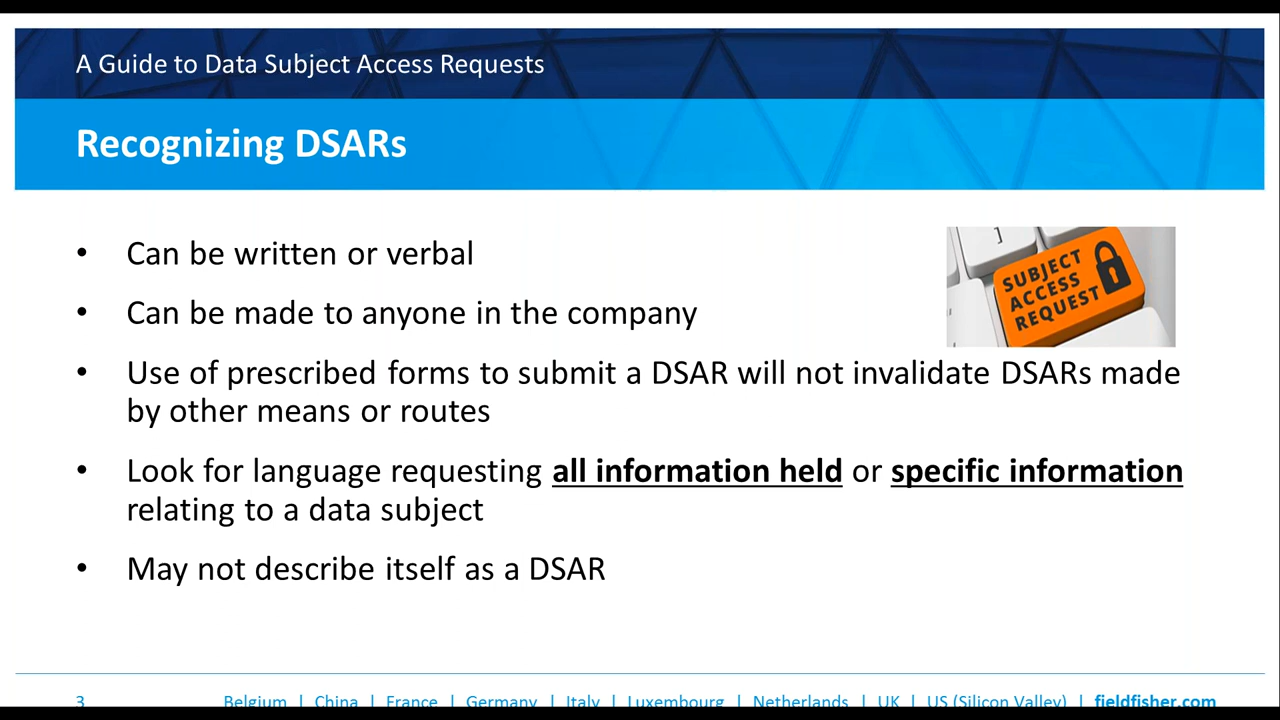 A Guide to Data Subject Access Requests
Recognizing DSARs
• Can be written or verbal
• Can be made to anyone in the company
• Use of prescribed forms to submit a DSAR will not invalidate DSARs made
by other means or routes
• Look for language requesting all information held or specific information
relating to a data subject
• May not describe itself as a DSAR
]
SUBJECT
ACCESS
REQUEST
3
Belgium | China | France | Germany | Italy | Luxembourg | Netherlands | UK | US (Silicon Valley) | fieldfisher.com